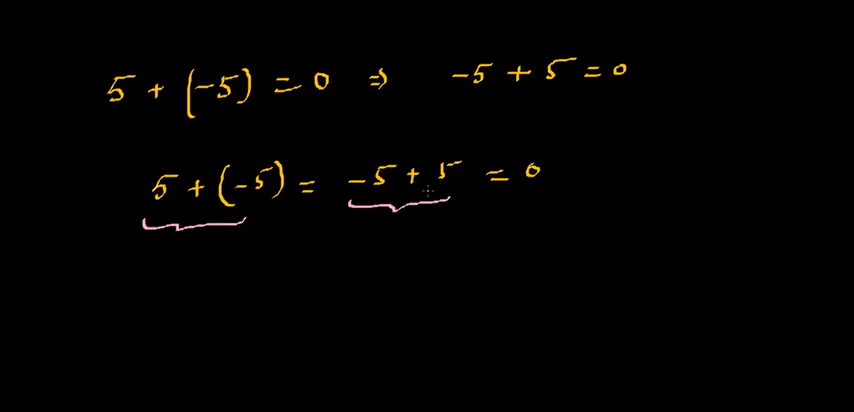 5 + (-5) = 0 ⇒ -5 + 5 = 0
5 + (-5) = -5 + 5 = 0